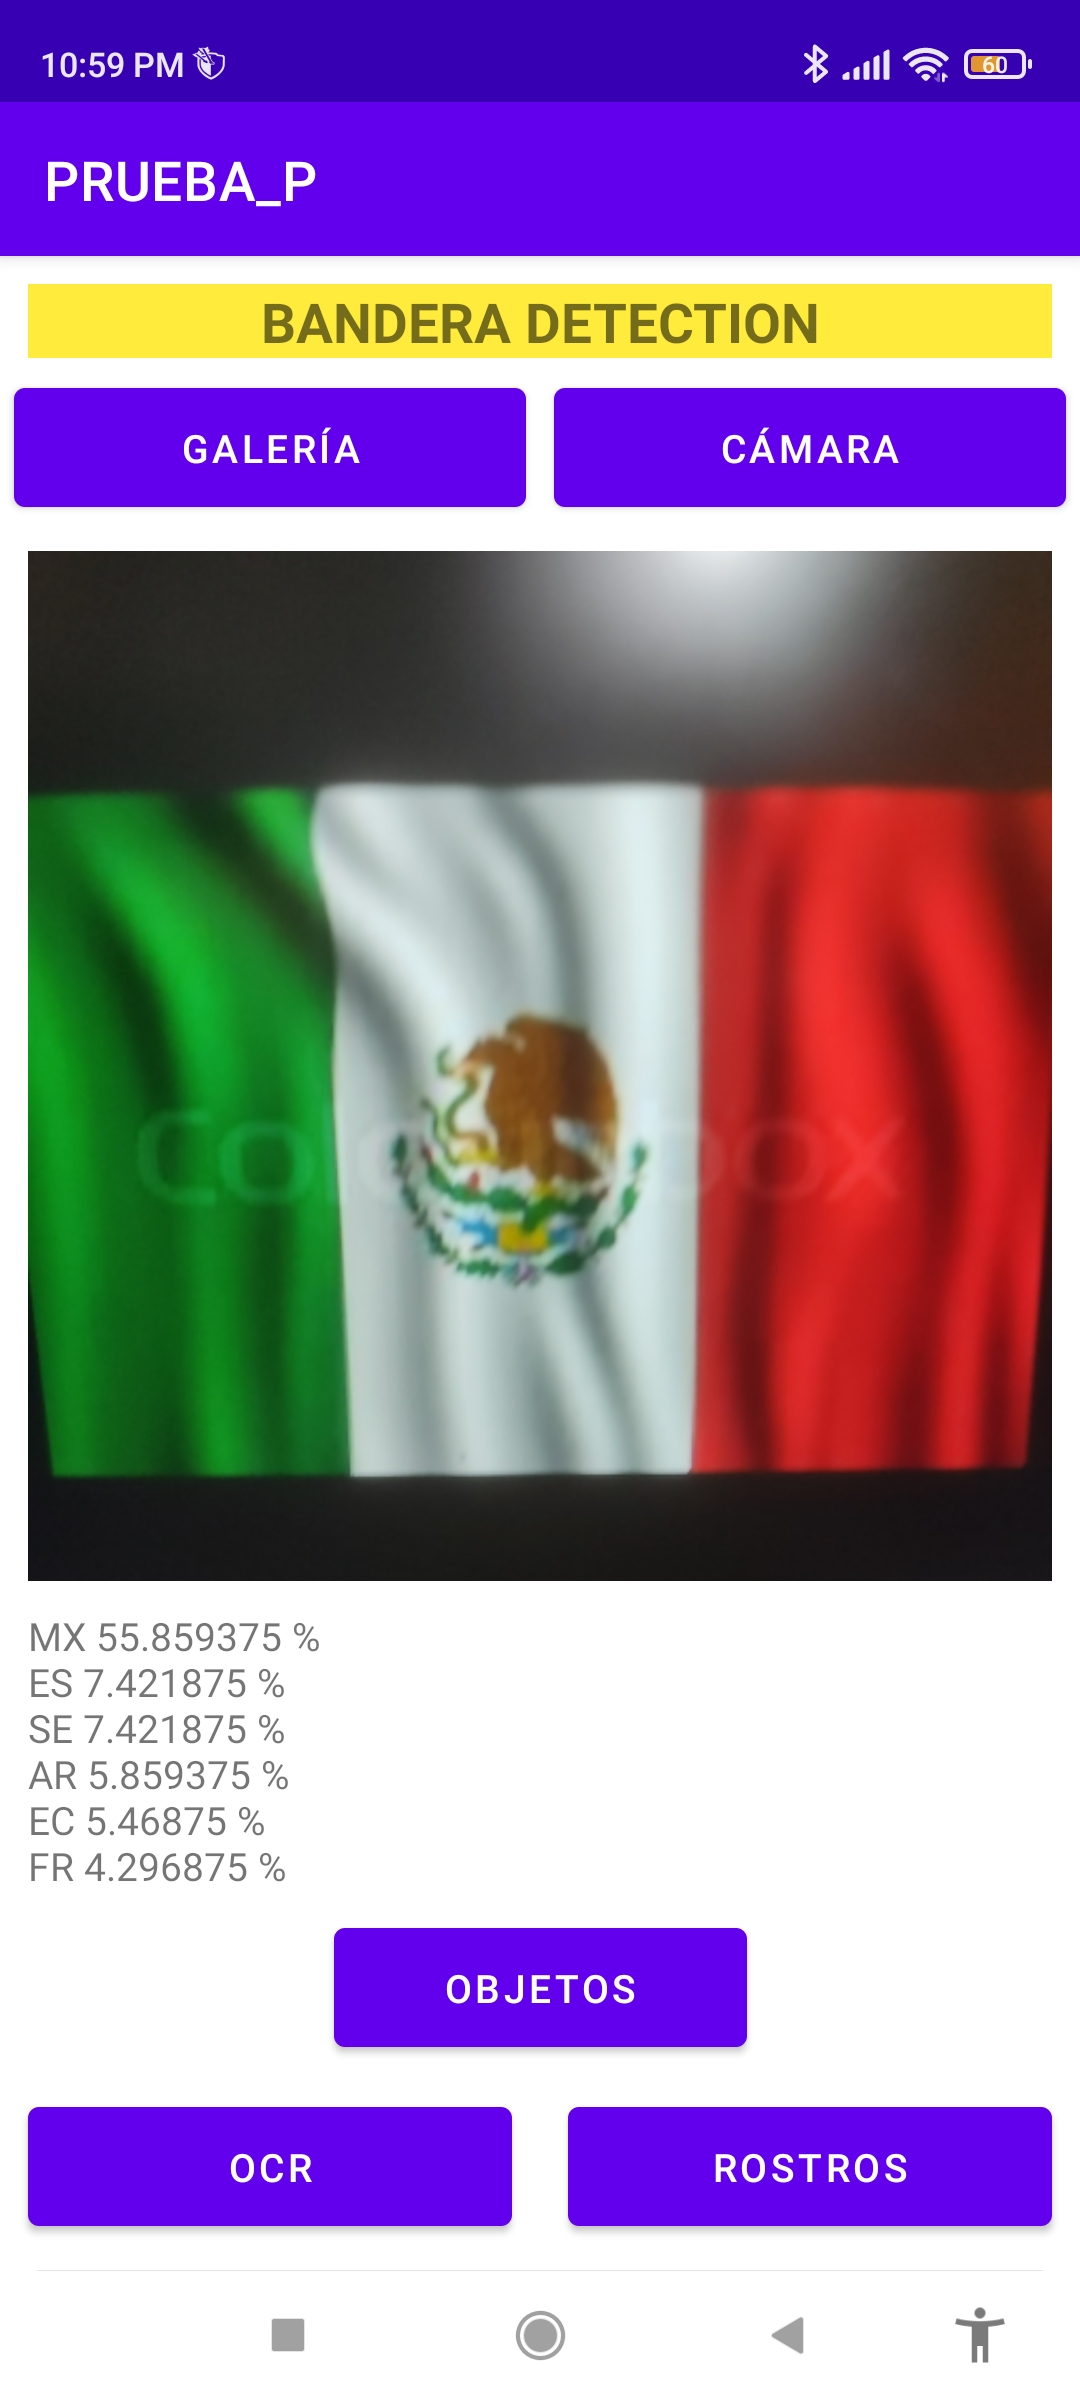 10:59 PM
60
PRUEBA_P
BANDERA DETECTION
GALERÍA
CÁMARA
MX 55.859375 %
ES 7.421875 %
SE 7.421875 %
AR 5.859375 %
EC 5.46875 %
FR 4.296875 %
OBJETOS
OCR
ROSTROS